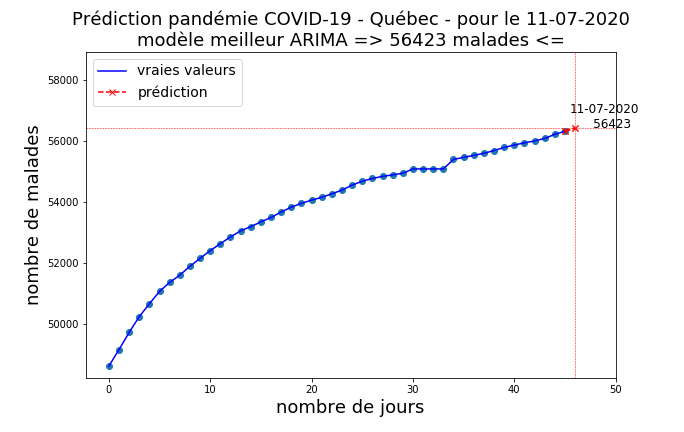 Prédiction pandémie COVID-19 - Québec - pour le 11-07-2020
modèle meilleur ARIMA => 56423 malades <=
vraies valeurs
prédiction
11-07-2020
56423
nombre de malades
58000
56000
54000
52000
50000
0
10
20
30
40
50
nombre de jours